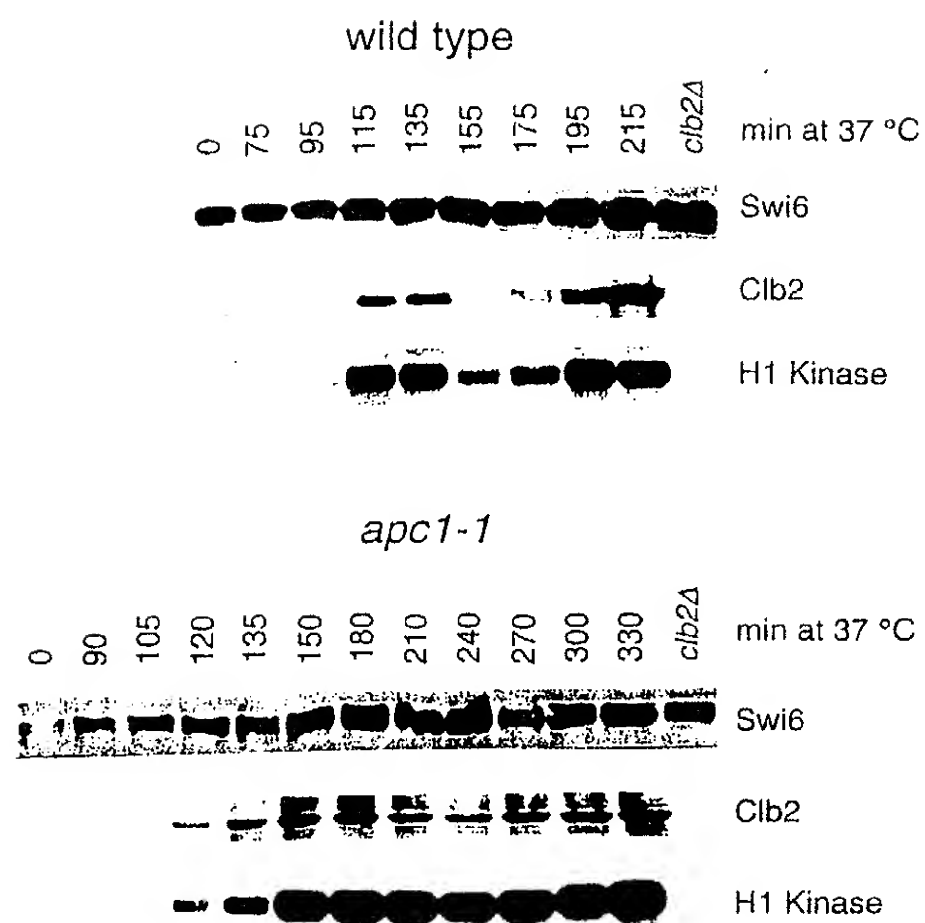 wild type
0 75 95 115 135 155 175 195 215 clb2Δ min at 37 °C
Swi6
Clb2
H1 Kinase
apc1-1
0 90 105 120 135 150 180 210 240 270 300 330 clb2Δ min at 37 °C
Swi6
Clb2
H1 Kinase